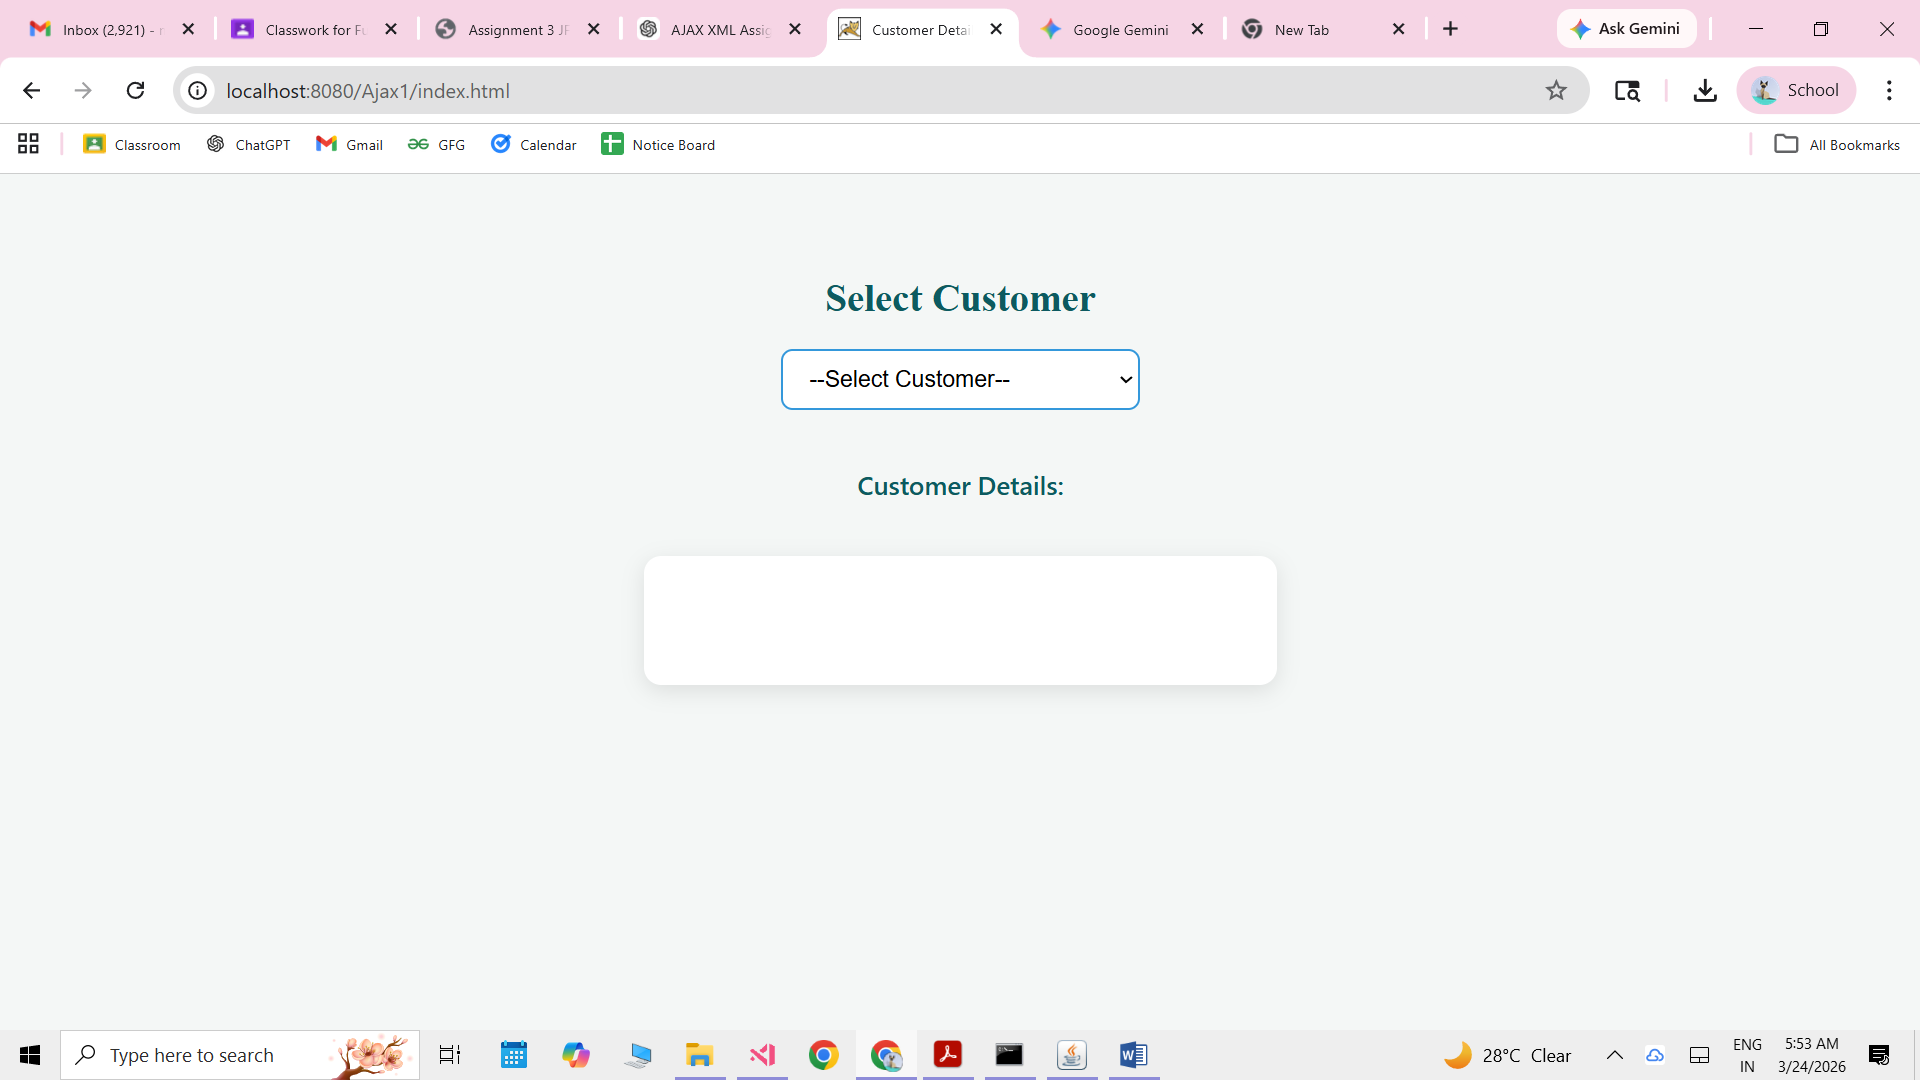 Inbox (2,921) - r
Classwork for Fu
Assignment 3 JF
AJAX XML Assig
Customer Detai
Google Gemini
New Tab
Ask Gemini
localhost:8080/Ajax1/index.html
School
Classroom
ChatGPT
Gmail
GFG
Calendar
Notice Board
All Bookmarks
Select Customer
--Select Customer--
Customer Details:
Type here to search
28°C Clear
ENG
IN
5:53 AM
3/24/2026